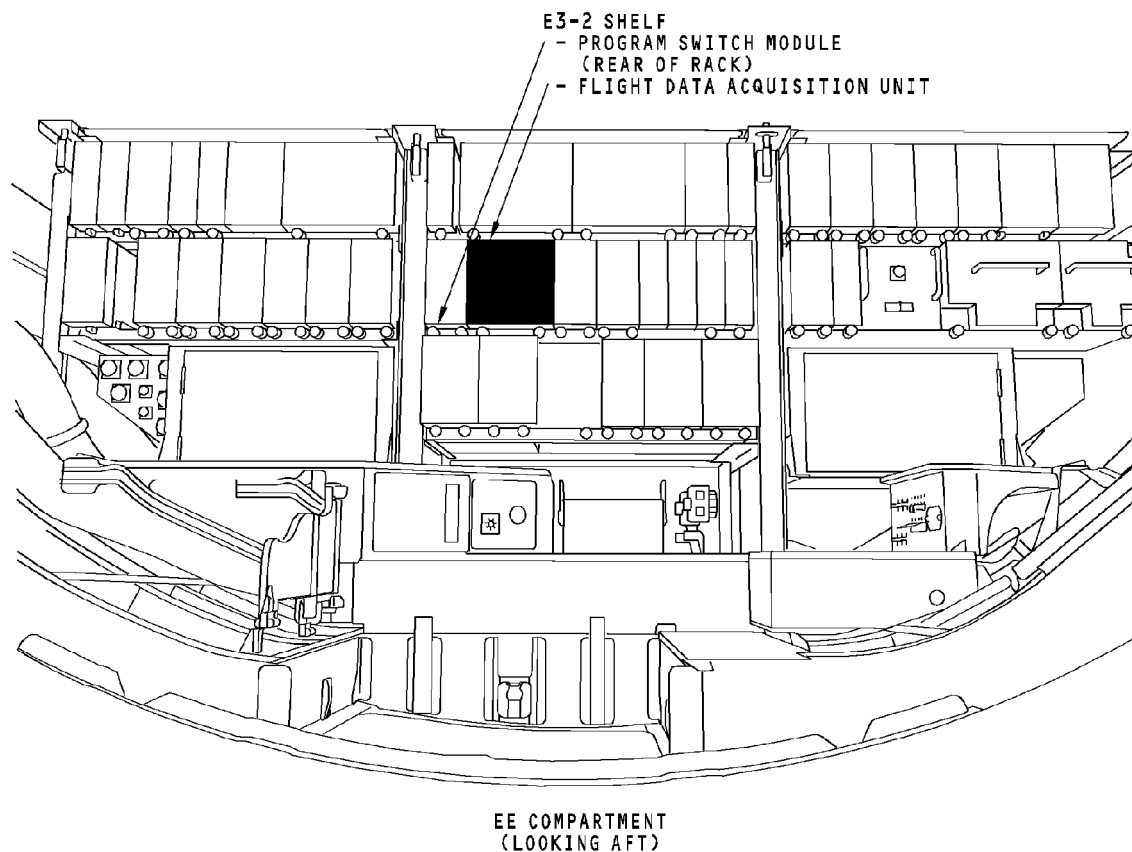 E3-2 SHELF
- PROGRAM SWITCH MODULE
(REAR OF RACK)
- FLIGHT DATA ACQUISITION UNIT
EE COMPARTMENT
(LOOKING AFT)